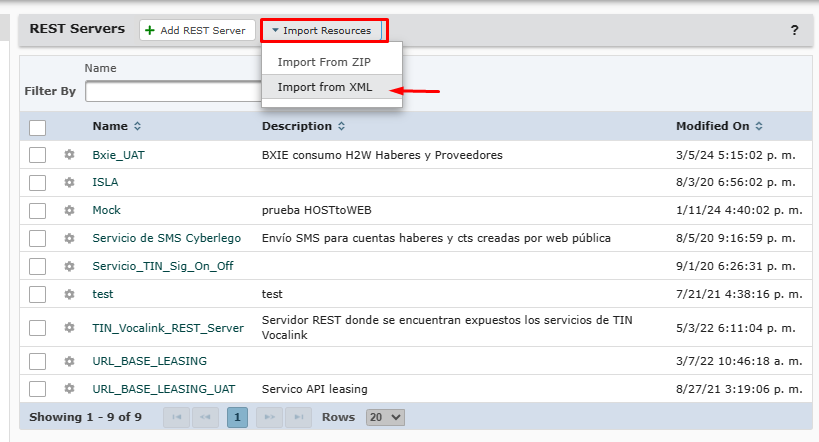 REST Servers
Add REST Server
Import Resources
?
Import From ZIP
Import from XML
Name
Filter By
Name Description Modified On
Bxie_UAT BXIE consumo H2W Haberes y Proveedores 3/5/24 5:15:02 p. m.
ISLA 8/3/20 6:56:02 p. m.
Mock prueba HOSTtoWEB 1/11/24 4:40:02 p. m.
Servicio de SMS Cyberlego Envío SMS para cuentas haberes y cts creadas por web pública 8/5/20 9:16:59 p. m.
Servicio_TIN_Sig_On_Off 9/1/20 6:26:31 p. m.
test test 7/21/21 4:38:16 p. m.
TIN_Vocalink_REST_Server Servidor REST donde se encuentran expuestos los servicios de TIN Vocalink 5/3/22 6:11:04 p. m.
URL_BASE_LEASING 3/7/22 10:46:18 a. m.
URL_BASE_LEASING_UAT Servico API leasing 8/27/21 3:19:06 p. m.
Showing 1 - 9 of 9 1 Rows 20